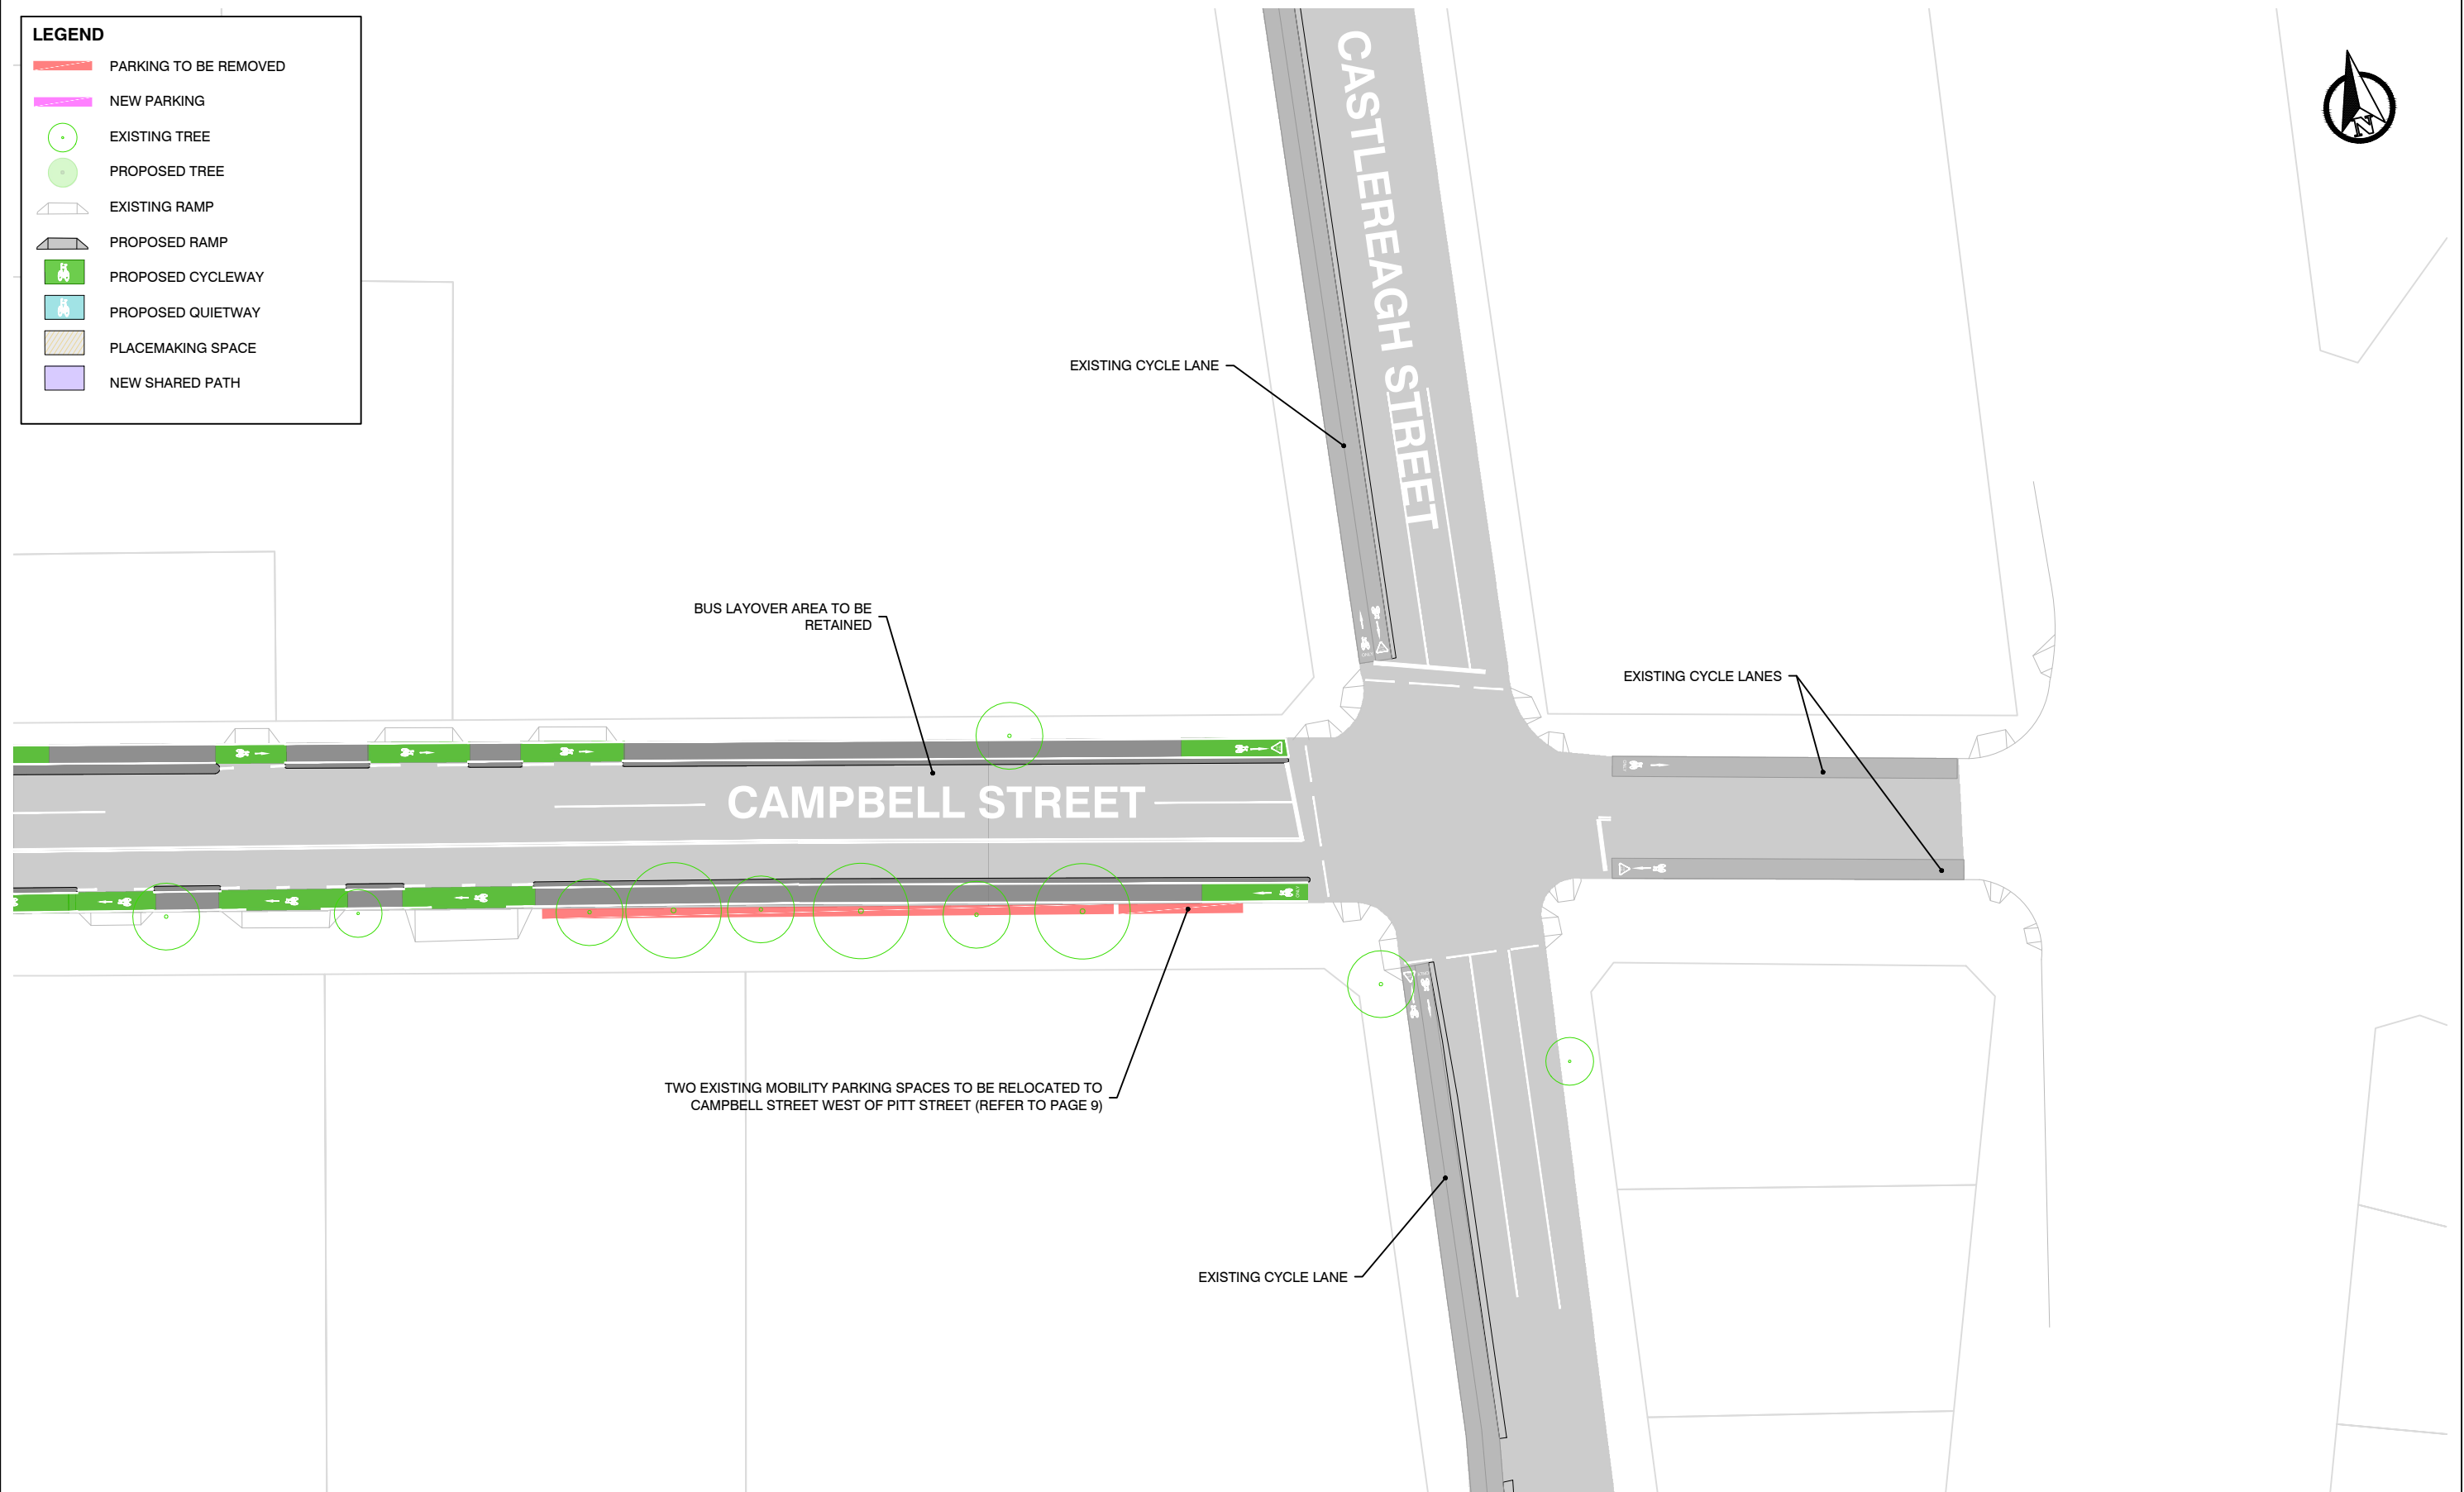 LEGEND
PARKING TO BE REMOVED
NEW PARKING
EXISTING TREE
PROPOSED TREE
EXISTING RAMP
PROPOSED RAMP
PROPOSED CYCLEWAY
PROPOSED QUIETWAY
PLACEMAKING SPACE
NEW SHARED PATH
N
CASTLEREAGH STREET
EXISTING CYCLE LANE
BUS LAYOVER AREA TO BE
RETAINED
EXISTING CYCLE LANES
CAMPBELL STREET
TWO EXISTING MOBILITY PARKING SPACES TO BE RELOCATED TO
CAMPBELL STREET WEST OF PITT STREET (REFER TO PAGE 9)
EXISTING CYCLE LANE